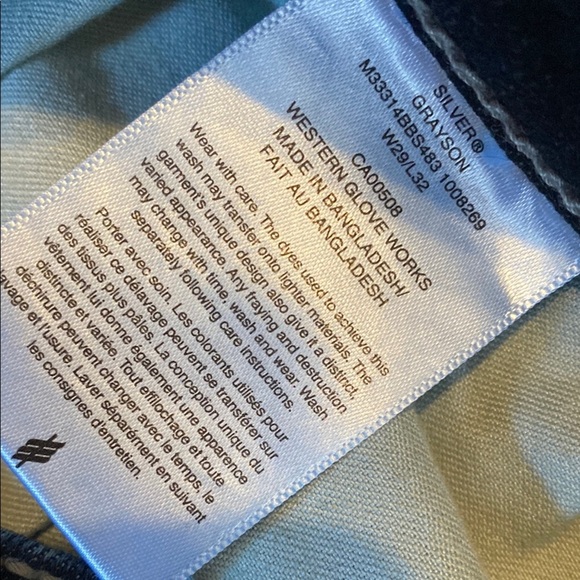 SILVER®
GRAYSON
M33314BBS483 1008269
W29/L32
CA00508
WESTERN GLOVE WORKS
MADE IN BANGLADESH/
FAIT AU BANGLADESH
Wear with care. The dyes used to achieve this
wash may transfer onto lighter materials. The
garment's unique design also give it a distinct,
varied appearance. Any fraying and destruction
may change with time, wash and wear. Wash
separately following care instructions.
Porter avec soin. Les colorants utilisés pour
réaliser ce délavage peuvent se transférer sur
des tissus plus pâles. La conception unique du
vêtement lui donne également une apparence
distincte et variée. Tout effilochage et toute
déchirure peuvent changer avec le temps, le
lavage et l'usure. Laver séparément en suivant
les consignes d'entretien.